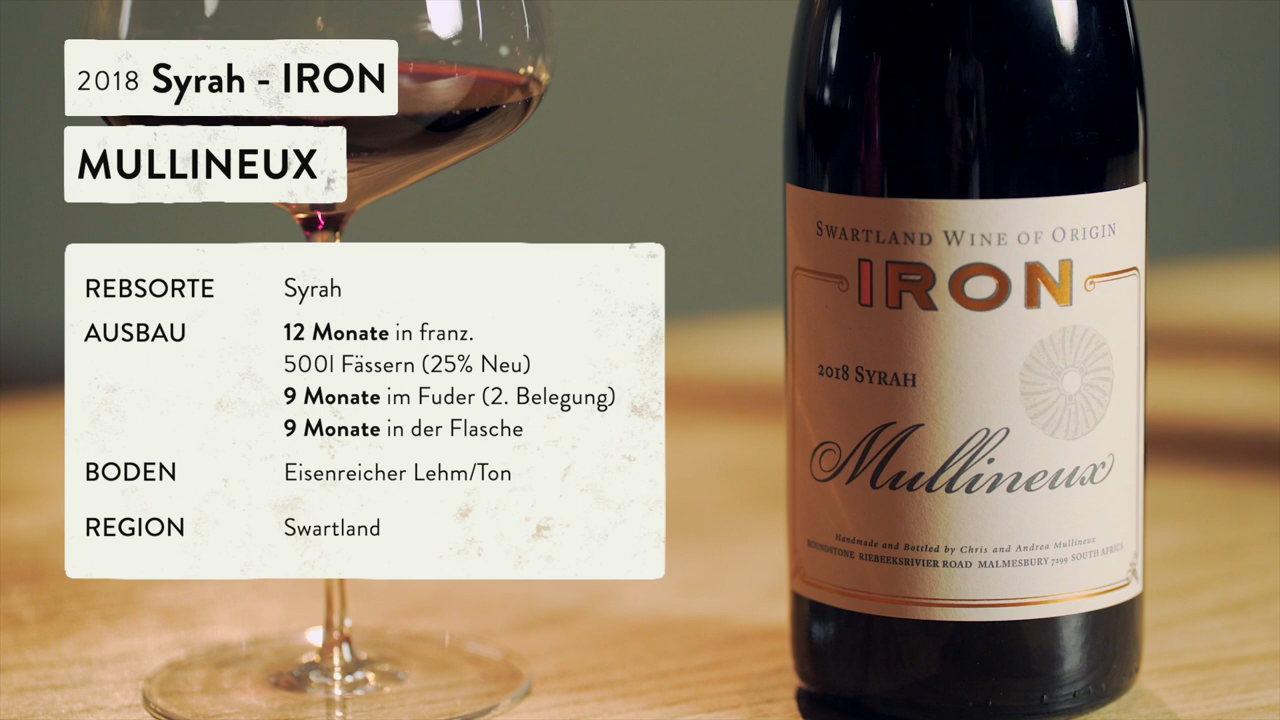 2018 Syrah - IRON
MULLINEUX
REBSORTE Syrah
AUSBAU 12 Monate in franz.
500l Fässern (25% Neu)
9 Monate im Fuder (2. Belegung)
9 Monate in der Flasche
BODEN Eisenreicher Lehm/Ton
REGION Swartland
SWARTLAND WINE OF ORIGIN
IRON
2018 SYRAH
Mullineux
Handmade and Bottled by Chris and Andrea Mullineux
ROUNDSTONE RIEBEEKSRIVIER ROAD MALMESBURY 7299 SOUTH AFRICA